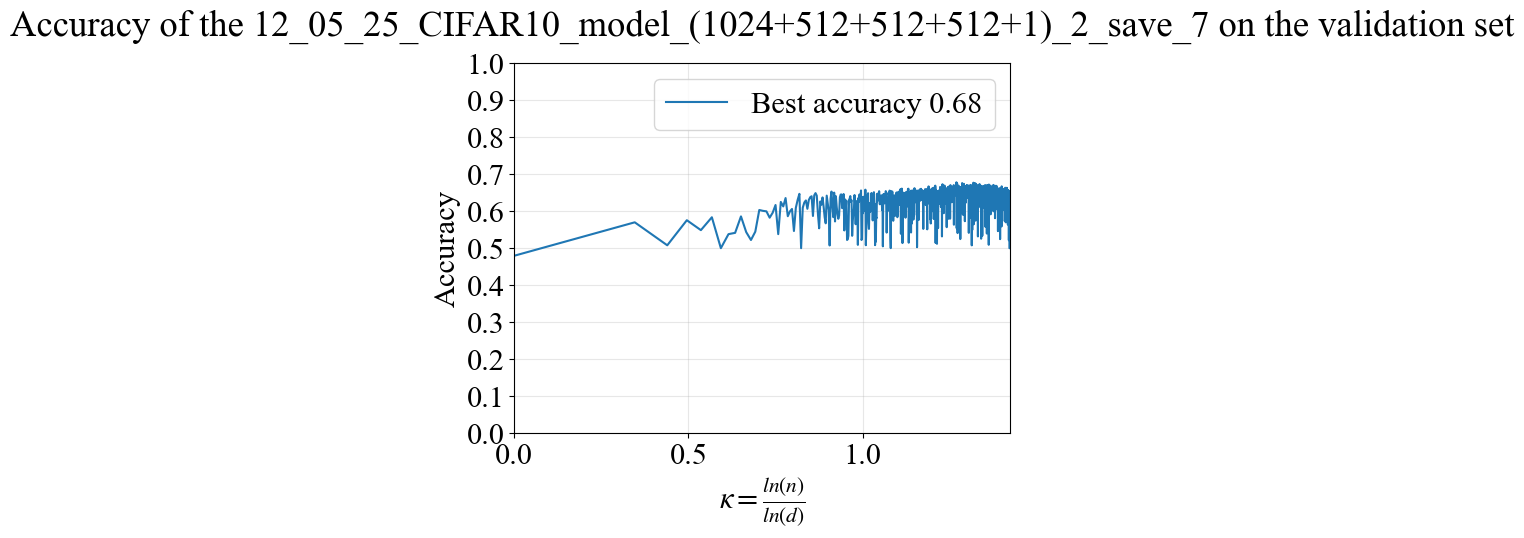 Accuracy of the 12_05_25_CIFAR10_model_(1024+512+512+512+1)_2_save_7 on the validation set
Best accuracy 0.68
Accuracy
1.0
0.9
0.8
0.7
0.6
0.5
0.4
0.3
0.2
0.1
0.0
0.0 0.5 1.0
κ = ln(n) / ln(d)